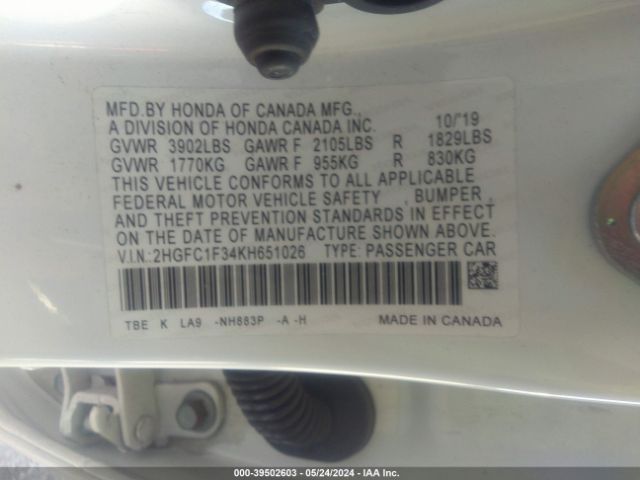 MFD.BY HONDA OF CANADA MFG.,
A DIVISION OF HONDA CANADA INC. 10/'19
GVWR 3902LBS GAWR F 2105LBS R 1829LBS
GVWR 1770KG GAWR F 955KG R 830KG
THIS VEHICLE CONFORMS TO ALL APPLICABLE
FEDERAL MOTOR VEHICLE SAFETY , BUMPER ,
AND THEFT PREVENTION STANDARDS IN EFFECT
ON THE DATE OF MANUFACTURE SHOWN ABOVE.
V.I.N.:2HGFC1F34KH651026 TYPE: PASSENGER CAR
TBE K LA9 -NH883P -A -H MADE IN CANADA
000-39502603 - 05/24/2024 - IAA Inc.